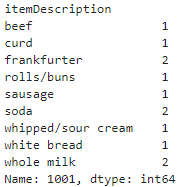 itemDescription
beef 1
curd 1
frankfurter 2
rolls/buns 1
sausage 1
soda 2
whipped/sour cream 1
white bread 1
whole milk 2
Name: 1001, dtype: int64